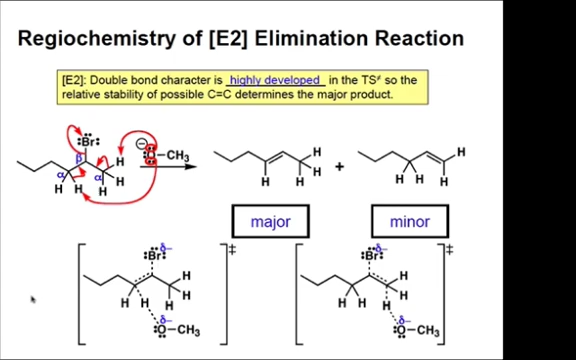 Regiochemistry of [E2] Elimination Reaction
[E2]: Double bond character is highly developed in the TS≠ so the
relative stability of possible C=C determines the major product.
:Br:
β
α
α
H
H
H
H
H
⊖
:O–CH₃
H
H
H
H
+
H
H
H
H
major
minor
δ–
:Br:
H
H
H
H
H
δ–
:O–CH₃
‡
δ–
:Br:
H
H
H
H
H
δ–
:O–CH₃
‡